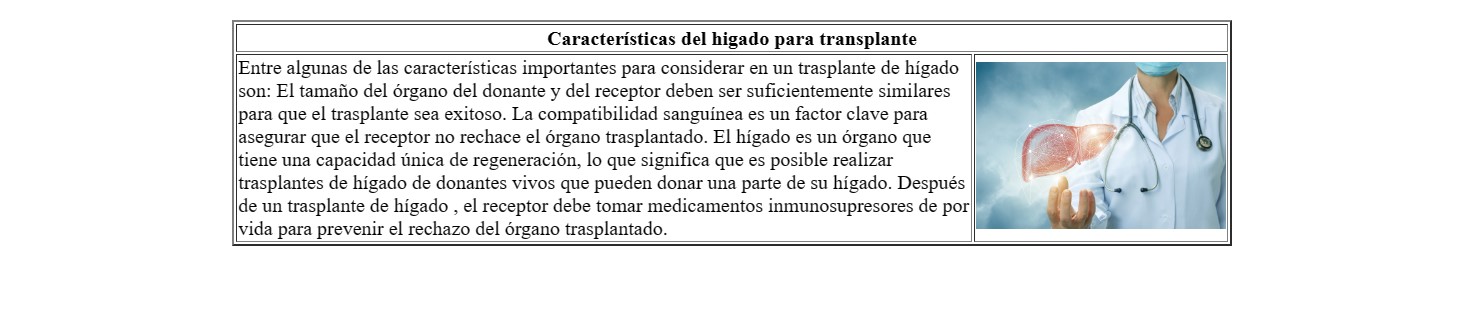 Características del higado para transplante
Entre algunas de las características importantes para considerar en un trasplante de hígado
son: El tamaño del órgano del donante y del receptor deben ser suficientemente similares
para que el trasplante sea exitoso. La compatibilidad sanguínea es un factor clave para
asegurar que el receptor no rechace el órgano trasplantado. El hígado es un órgano que
tiene una capacidad única de regeneración, lo que significa que es posible realizar
trasplantes de hígado de donantes vivos que pueden donar una parte de su hígado. Después
de un trasplante de hígado , el receptor debe tomar medicamentos inmunosupresores de por
vida para prevenir el rechazo del órgano trasplantado.